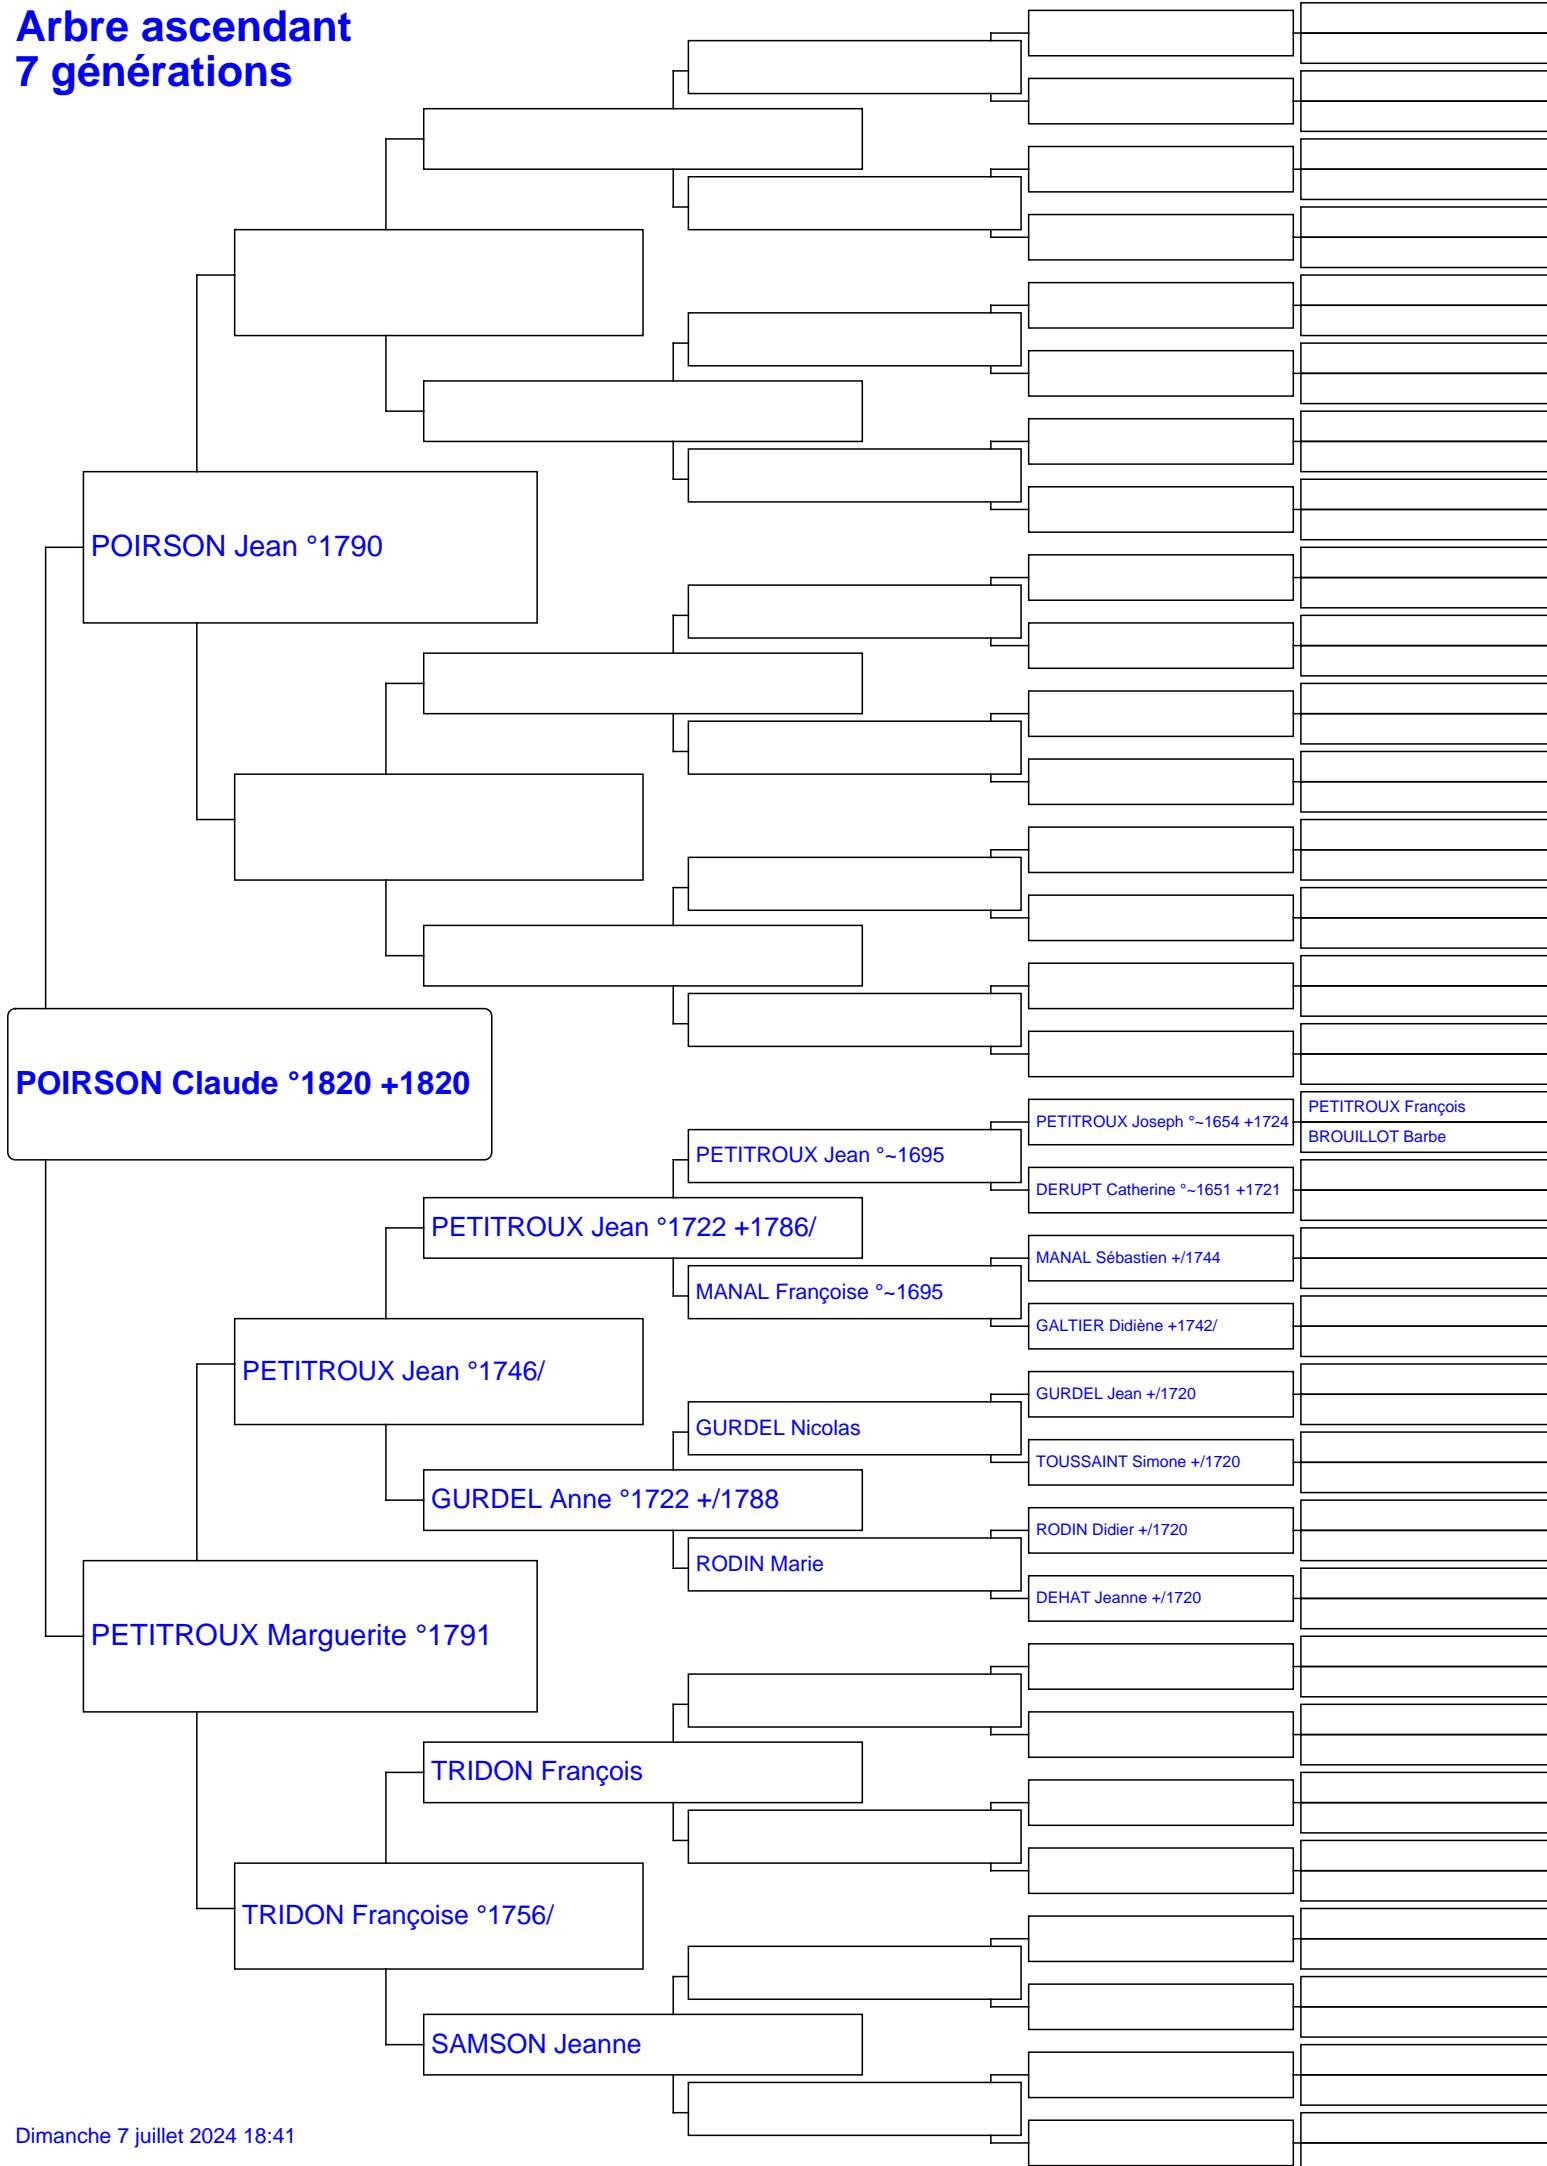 Arbre ascendant
7 générations
POIRSON Jean °1790
POIRSON Claude °1820 +1820
PETITROUX François
PETITROUX Joseph °~1654 +1724
BROUILLOT Barbe
PETITROUX Jean °~1695
DERUPT Catherine °~1651 +1721
PETITROUX Jean °1722 +1786/
MANAL Sébastien +/1744
MANAL Françoise °~1695
GALTIER Didiène +1742/
PETITROUX Jean °1746/
GURDEL Jean +/1720
GURDEL Nicolas
TOUSSAINT Simone +/1720
GURDEL Anne °1722 +/1788
RODIN Didier +/1720
RODIN Marie
DEHAT Jeanne +/1720
PETITROUX Marguerite °1791
TRIDON François
TRIDON Françoise °1756/
SAMSON Jeanne
Dimanche 7 juillet 2024 18:41